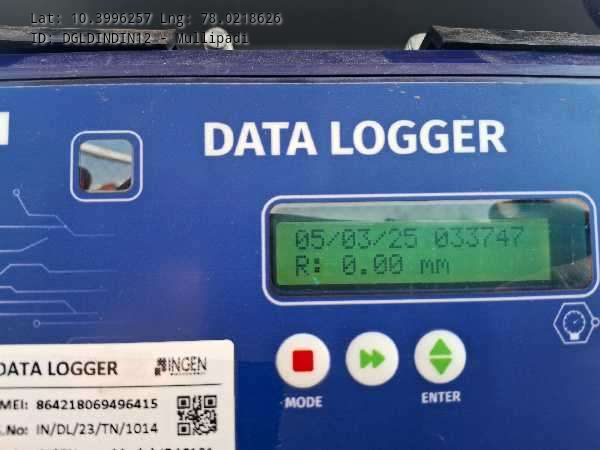 Lat: 10.3996257 Lng: 78.0218626
ID: DGLDINDIN12 - Mullipadi
DATA LOGGER
05/03/25 033747
R: 0.00 mm
MODE
ENTER
DATA LOGGER
INGEN
MEI: 864218069496415
S.No: IN/DL/23/TN/1014